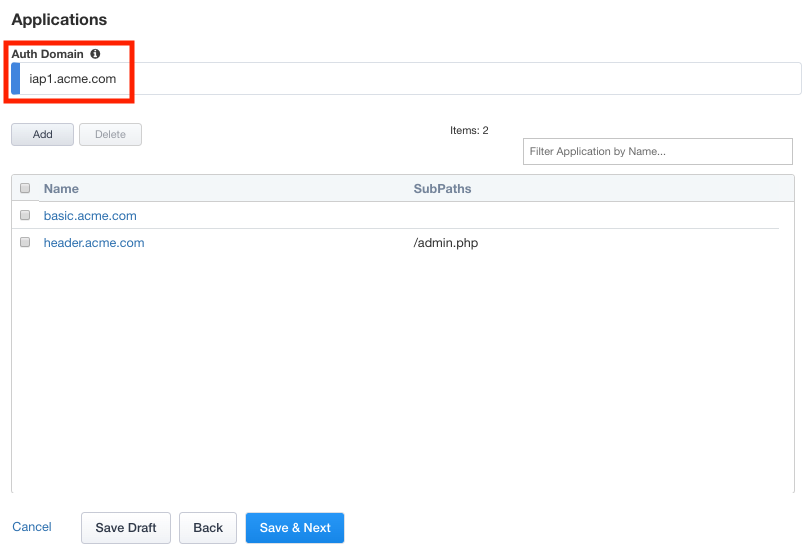 Applications
Auth Domain
iap1.acme.com
Add Delete
Items: 2
Filter Application by Name...
Name SubPaths
basic.acme.com
header.acme.com /admin.php
Cancel Save Draft Back Save & Next